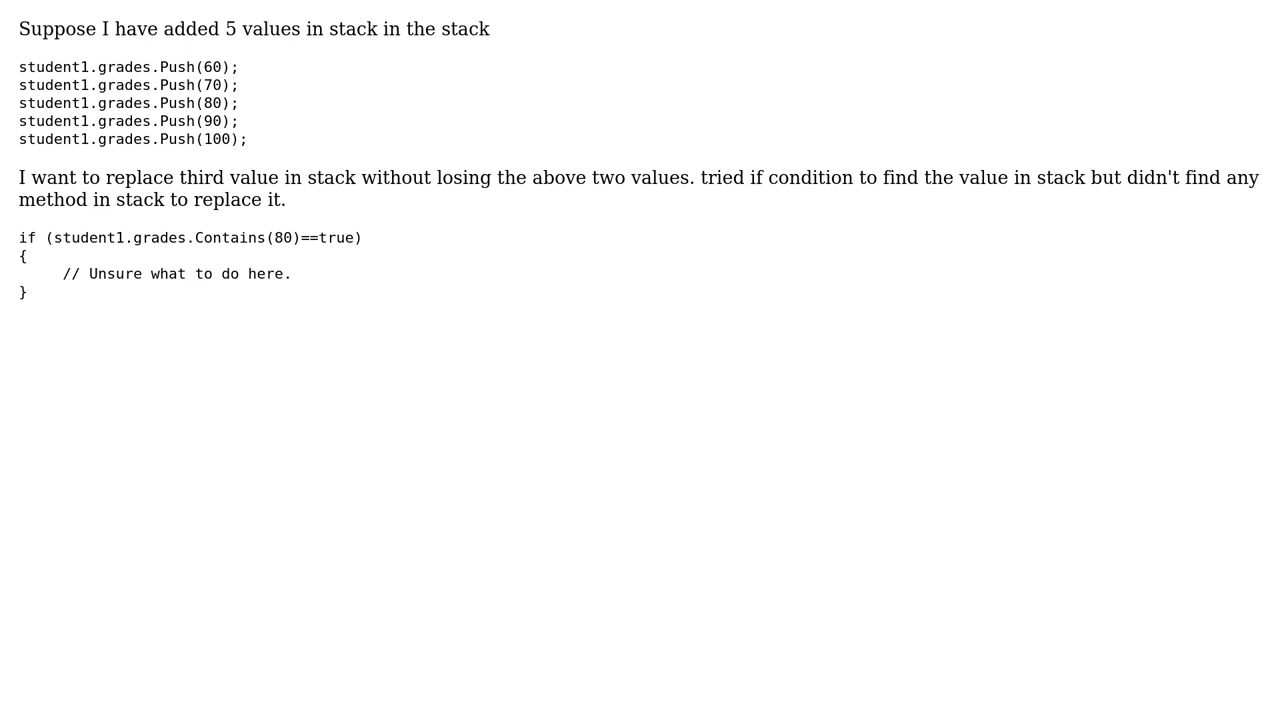 Suppose I have added 5 values in stack in the stack
student1.grades.Push(60);
student1.grades.Push(70);
student1.grades.Push(80);
student1.grades.Push(90);
student1.grades.Push(100);
I want to replace third value in stack without losing the above two values. tried if condition to find the value in stack but didn't find any
method in stack to replace it.
if (student1.grades.Contains(80)==true)
{
     // Unsure what to do here.
}